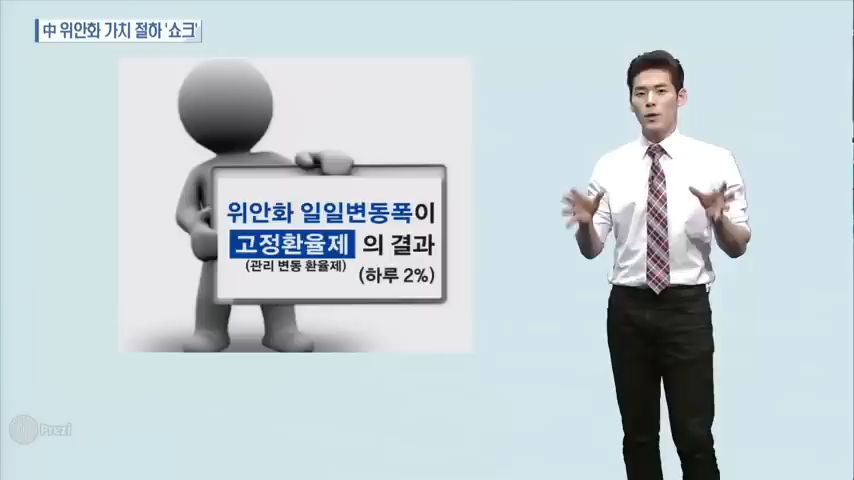 中 위안화 가치 절하 '쇼크'
위안화 일일변동폭이
고정환율제 의 결과
(관리 변동 환율제)
(하루 2%)
Prezi